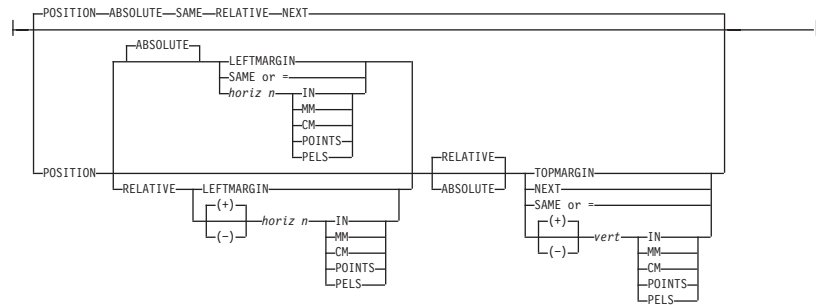 POSITION ABSOLUTE SAME RELATIVE NEXT
ABSOLUTE LEFTMARGIN
SAME or =
horiz n IN
MM
CM
POINTS
PELS
POSITION RELATIVE TOPMARGIN
RELATIVE LEFTMARGIN ABSOLUTE NEXT
(+) SAME or =
horiz n IN (+)
(−) MM vert IN
CM (−) MM
POINTS CM
PELS POINTS
PELS